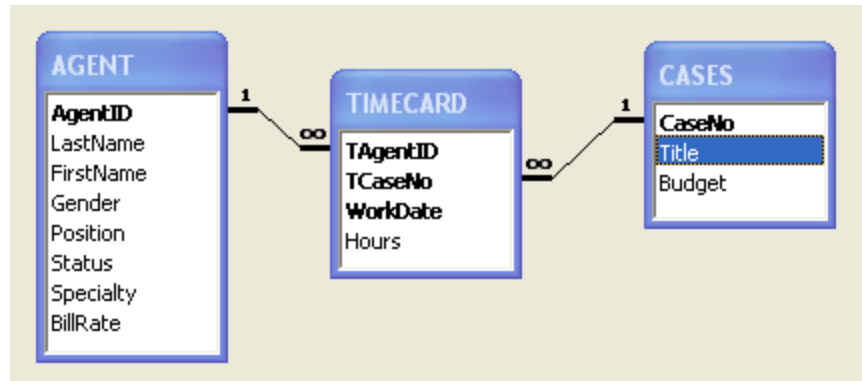 AGENT
AgentID
LastName
FirstName
Gender
Position
Status
Specialty
BillRate
1
∞
TIMECARD
TAgentID
TCaseNo
WorkDate
Hours
∞
1
CASES
CaseNo
Title
Budget